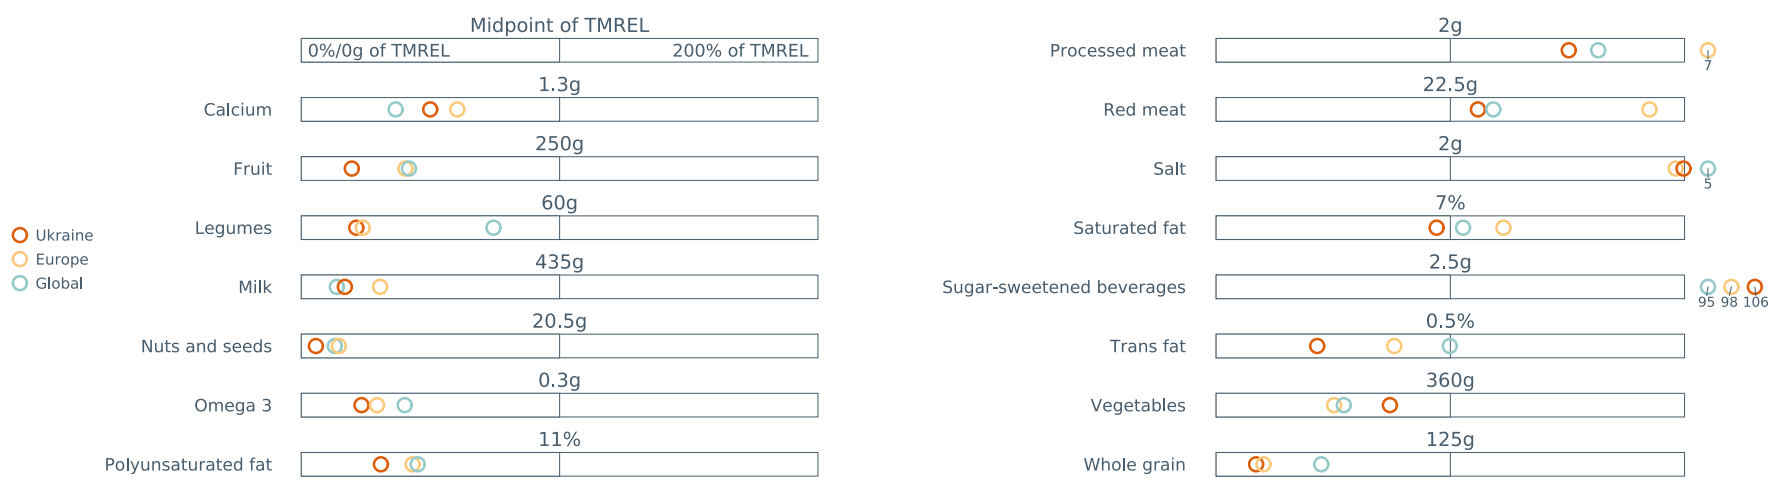 Midpoint of TMREL
0%/0g of TMREL 200% of TMREL
1.3g
Calcium
250g
Fruit
60g
Legumes
435g
Milk
20.5g
Nuts and seeds
0.3g
Omega 3
11%
Polyunsaturated fat
Ukraine
Europe
Global
2g
Processed meat
7
22.5g
Red meat
2g
Salt
5
7%
Saturated fat
2.5g
Sugar-sweetened beverages
95 98 106
0.5%
Trans fat
360g
Vegetables
125g
Whole grain